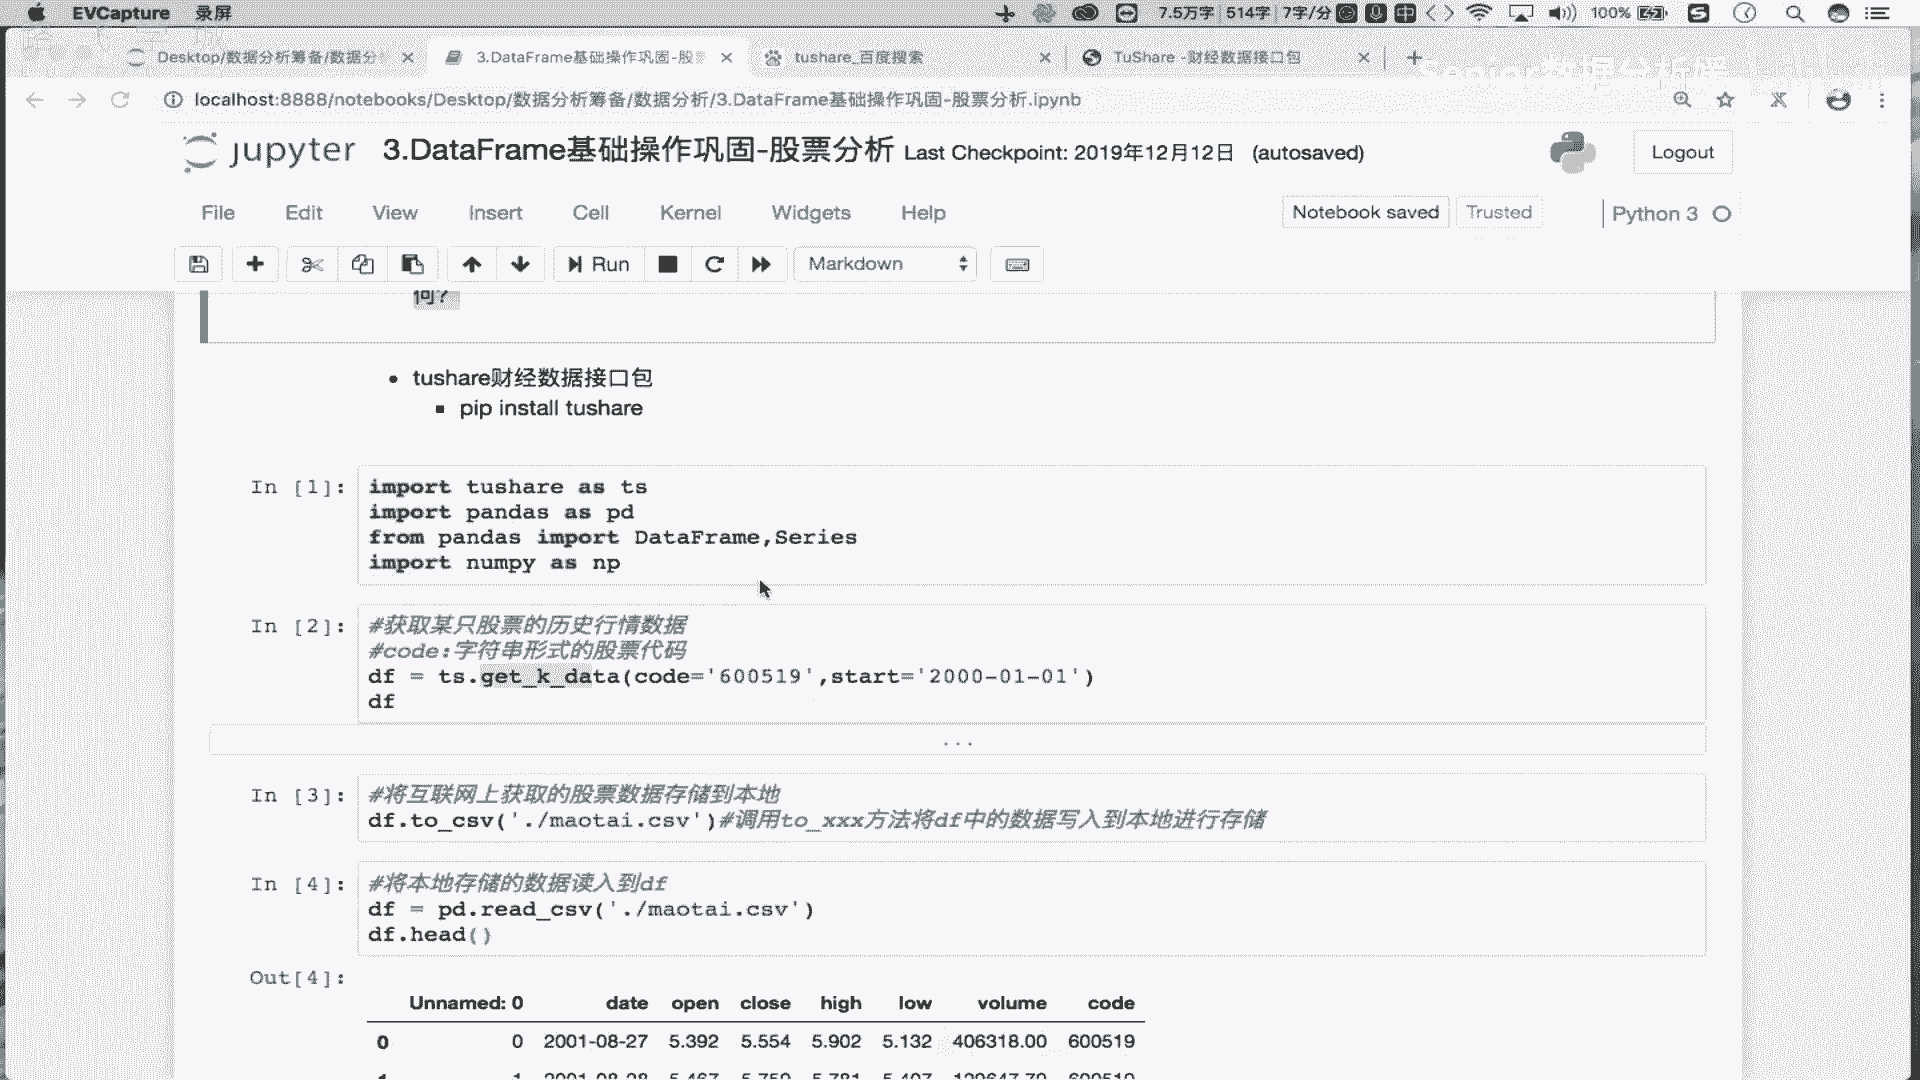 EVCapture 录屏 7.5万字 514字 7字/分 中 100%
Desktop/数据分析筹备/数据分 3.DataFrame基础操作巩固-股 tushare_百度搜索 TuShare -财经数据接口包
localhost:8888/notebooks/Desktop/数据分析筹备/数据分析/3.DataFrame基础操作巩固-股票分析.ipynb
jupyter 3.DataFrame基础操作巩固-股票分析 Last Checkpoint: 2019年12月12日 (autosaved) Logout
File Edit View Insert Cell Kernel Widgets Help Notebook saved Trusted Python 3
Run Markdown
何?
tushare财经数据接口包
pip install tushare
In [1]: import tushare as ts
import pandas as pd
from pandas import DataFrame,Series
import numpy as np
In [2]: #获取某只股票的历史行情数据
#code:字符串形式的股票代码
df = ts.get_k_data(code='600519',start='2000-01-01')
df
...
In [3]: #将互联网上获取的股票数据存储到本地
df.to_csv('./maotai.csv')#调用to_xxx方法将df中的数据写入到本地进行存储
In [4]: #将本地存储的数据读入到df
df = pd.read_csv('./maotai.csv')
df.head()
Out[4]:
Unnamed: 0 date open close high low volume code
0 0 2001-08-27 5.392 5.554 5.902 5.132 406318.00 600519